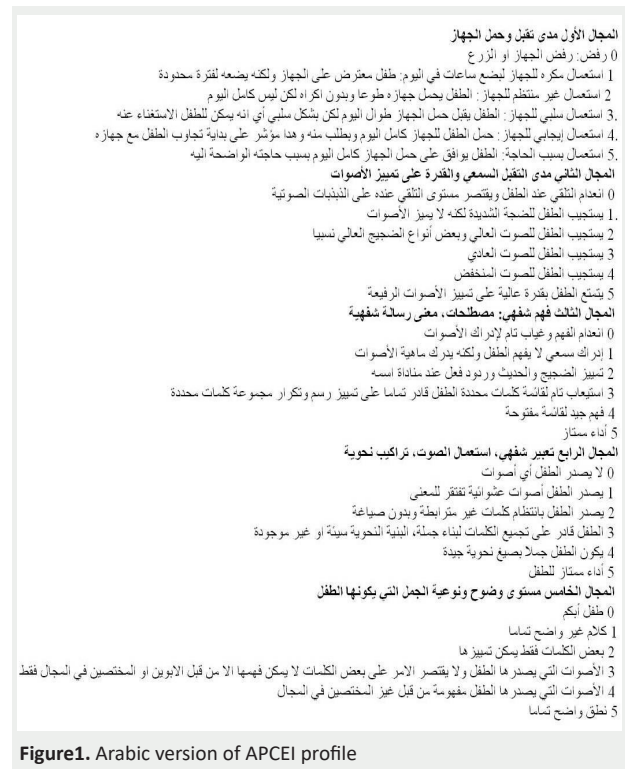 المجال الأول مدى تقبل وحمل الجهاز
0 رفض: رفض الجهاز او الزرع
1 استعمال مكره للجهاز لبضع ساعات في اليوم: طفل معترض على الجهاز ولكنه يضعه لفترة محدودة
2 استعمال غير منتظم للجهاز: الطفل يحمل جهازه طوعا وبدون اكراه لكن ليس كامل اليوم
.3 استعمال سلبي للجهاز: الطفل يقبل حمل الجهاز طوال اليوم لكن بشكل سلبي أي انه يمكن للطفل الاستغناء عنه
.4 استعمال إيجابي للجهاز: حمل الطفل للجهاز كامل اليوم وبطلب منه وهدا مؤشر على بداية تجاوب الطفل مع جهازه
.5 استعمال بسبب الحاجة: الطفل يوافق على حمل الجهاز كامل اليوم بسبب حاجته الواضحة اليه
المجال الثاني مدى التقبل السمعي والقدرة على تمييز الأصوات
0 انعدام التلقي عند الطفل ويقتصر مستوى التلقي عنده على الذبذبات الصوتية
.1 يستجيب الطفل للضجة الشديدة لكنه لا يميز الأصوات
2 يستجيب الطفل للصوت العالي وبعض أنواع الضجيج العالي نسبيا
3 يستجيب الطفل للصوت العادي
4 يستجيب الطفل للصوت المنخفض
5 يتمتع الطفل بقدرة عالية على تمييز الأصوات الرفيعة
المجال الثالث فهم شفهي: مصطلحات، معنى رسالة شفهية
0 انعدام الفهم وغياب تام لإدراك الأصوات
1 إدراك سمعي لا يفهم الطفل ولكنه يدرك ماهية الأصوات
2 تمييز الضجيج والحديث وردود فعل عند مناداة اسمه
3 استيعاب تام لقائمة كلمات محددة الطفل قادر تماما على تمييز رسم وتكرار مجموعة كلمات محددة
4 فهم جيد لقائمة مفتوحة
5 أداء ممتاز
المجال الرابع تعبير شفهي، استعمال الصوت، تراكيب نحوية
0 لا يصدر الطفل أي أصوات
1 يصدر الطفل أصوات عشوائية تفتقر للمعنى
2 يصدر الطفل بانتظام كلمات غير مترابطة وبدون صياغة
3 الطفل قادر على تجميع الكلمات لبناء جملة، البنية النحوية سيئة او غير موجودة
4 يكون الطفل جملا بصيغ نحوية جيدة
5 أداء ممتاز للطفل
المجال الخامس مستوى وضوح ونوعية الجمل التي يكونها الطفل
0 طفل أبكم
1 كلام غير واضح تماما
2 بعض الكلمات فقط يمكن تمييزها
3 الأصوات التي يصدرها الطفل ولا يقتصر الامر على بعض الكلمات لا يمكن فهمها الا من قبل الابوين او المختصين في المجال فقط
4 الأصوات التي يصدرها الطفل مفهومة من قبل غيز المختصين في المجال
5 نطق واضح تماما
Figure1. Arabic version of APCEI profile